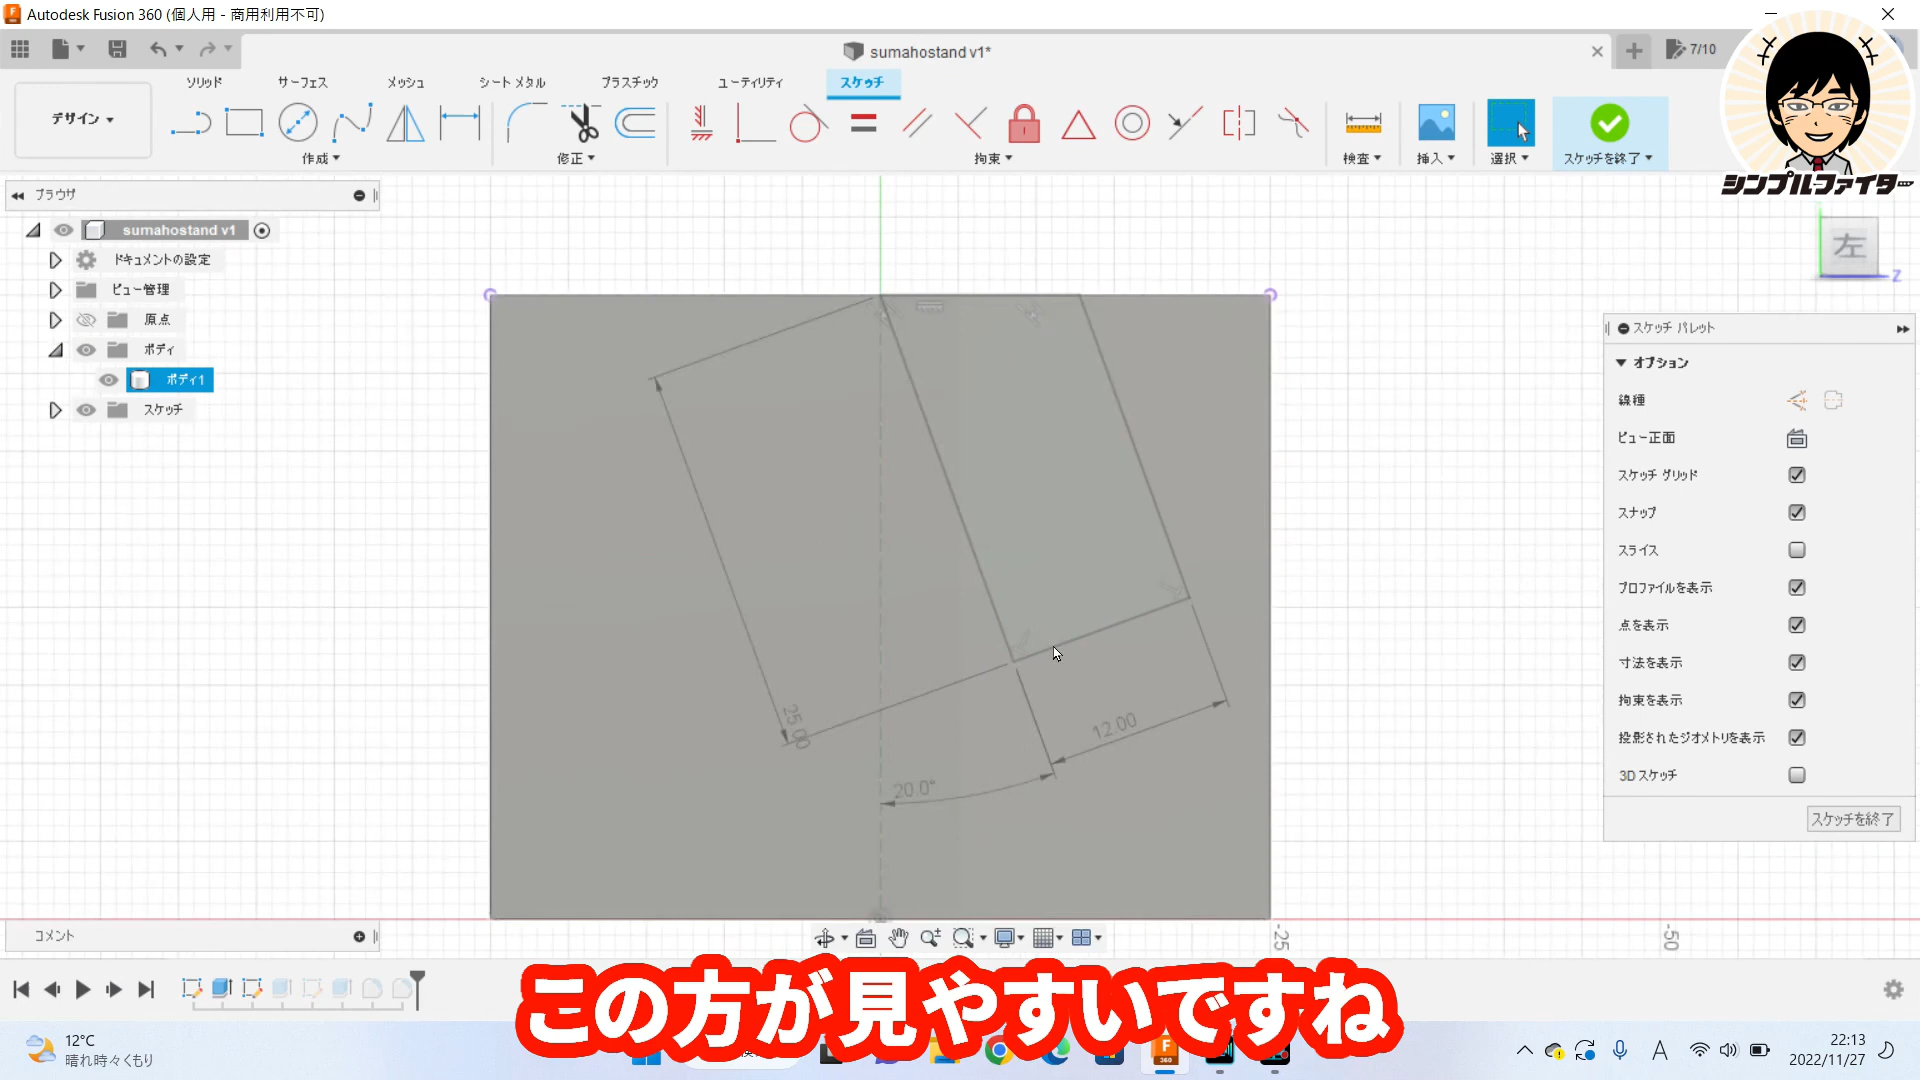 Autodesk Fusion 360 (個人用 - 商用利用不可)
sumahostand v1*
7/10
ソリッド サーフェス メッシュ シート メタル プラスチック ユーティリティ スケッチ
デザイン
作成 修正 拘束 検査 挿入 選択 スケッチを終了
シンプルファイター
ブラウザ
sumahostand v1
ドキュメントの設定
ビュー管理
原点
ボディ
ボディ1
スケッチ
左
Z
スケッチ パレット
オプション
線種
ビュー正面
スケッチ グリッド
スナップ
スライス
プロファイルを表示
点を表示
寸法を表示
拘束を表示
投影されたジオメトリを表示
3D スケッチ
スケッチを終了
25.00
12.00
20.0°
-25
-50
コメント
この方が見やすいですね
12°C
晴れ時々くもり
A
22:13
2022/11/27